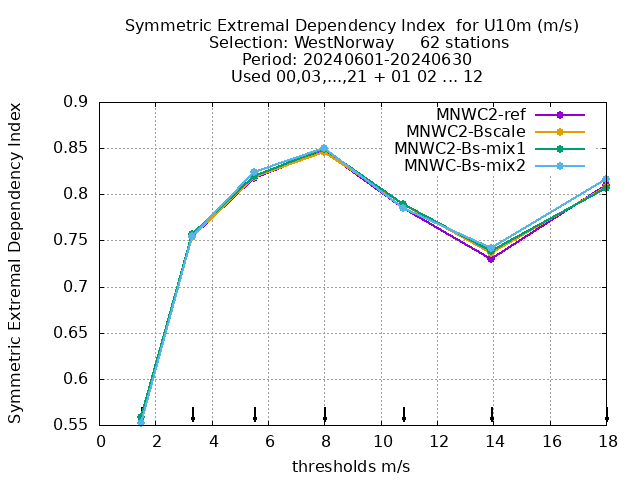 Symmetric Extremal Dependency Index  for U10m (m/s)
Selection: WestNorway     62 stations
Period: 20240601-20240630
Used 00,03,...,21 + 01 02 ... 12
Symmetric Extremal Dependency Index
0.9
0.85
0.8
0.75
0.7
0.65
0.6
0.55
MNWC2-ref
MNWC2-Bscale
MNWC2-Bs-mix1
MNWC-Bs-mix2
0 2 4 6 8 10 12 14 16 18
thresholds m/s